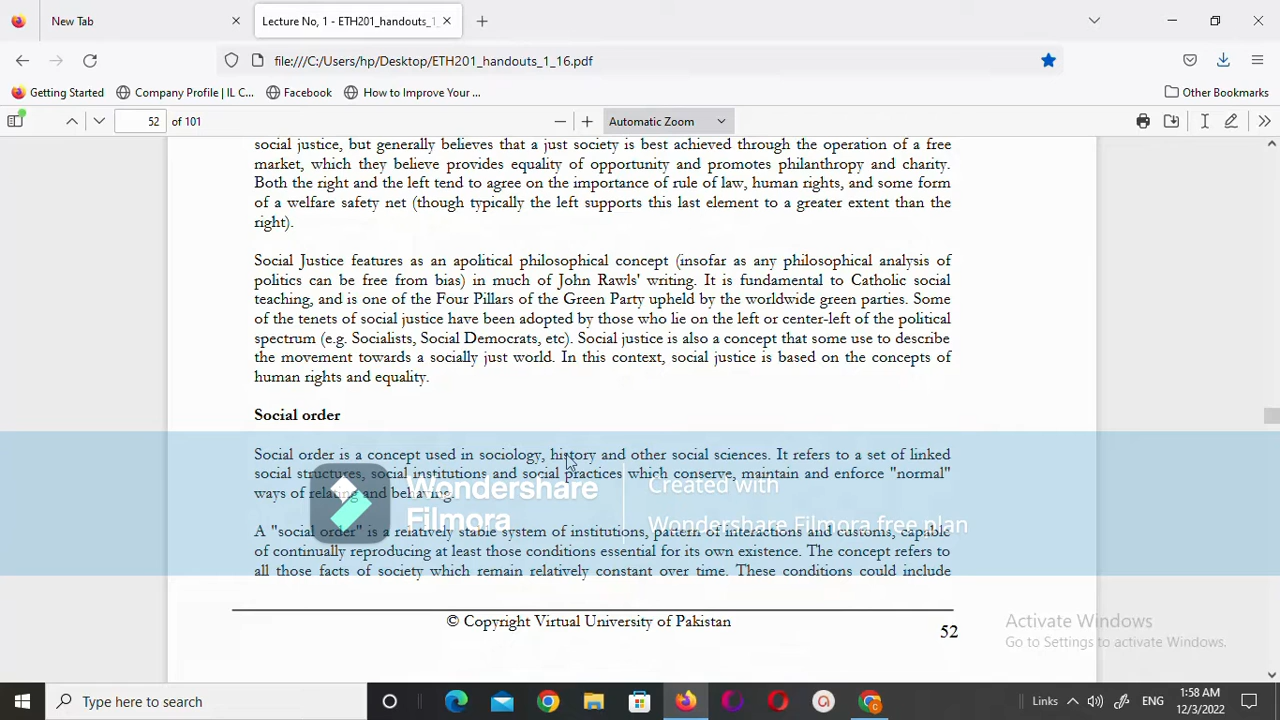 New Tab
Lecture No, 1 - ETH201_handouts_1_
file:///C:/Users/hp/Desktop/ETH201_handouts_1_16.pdf
Getting Started
Company Profile | IL C...
Facebook
How to Improve Your ...
Other Bookmarks
52 of 101
Automatic Zoom
social justice, but generally believes that a just society is best achieved through the operation of a free
market, which they believe provides equality of opportunity and promotes philanthropy and charity.
Both the right and the left tend to agree on the importance of rule of law, human rights, and some form
of a welfare safety net (though typically the left supports this last element to a greater extent than the
right).
Social Justice features as an apolitical philosophical concept (insofar as any philosophical analysis of
politics can be free from bias) in much of John Rawls' writing. It is fundamental to Catholic social
teaching, and is one of the Four Pillars of the Green Party upheld by the worldwide green parties. Some
of the tenets of social justice have been adopted by those who lie on the left or center-left of the political
spectrum (e.g. Socialists, Social Democrats, etc). Social justice is also a concept that some use to describe
the movement towards a socially just world. In this context, social justice is based on the concepts of
human rights and equality.
Social order
Social order is a concept used in sociology, history and other social sciences. It refers to a set of linked
social structures, social institutions and social practices which conserve, maintain and enforce "normal"
ways of relating and behaving.
Wondershare
Filmora
Created with
Wondershare Filmora free plan
A "social order" is a relatively stable system of institutions, pattern of interactions and customs, capable
of continually reproducing at least those conditions essential for its own existence. The concept refers to
all those facts of society which remain relatively constant over time. These conditions could include
© Copyright Virtual University of Pakistan
52
Activate Windows
Go to Settings to activate Windows.
Type here to search
Links
ENG
1:58 AM
12/3/2022